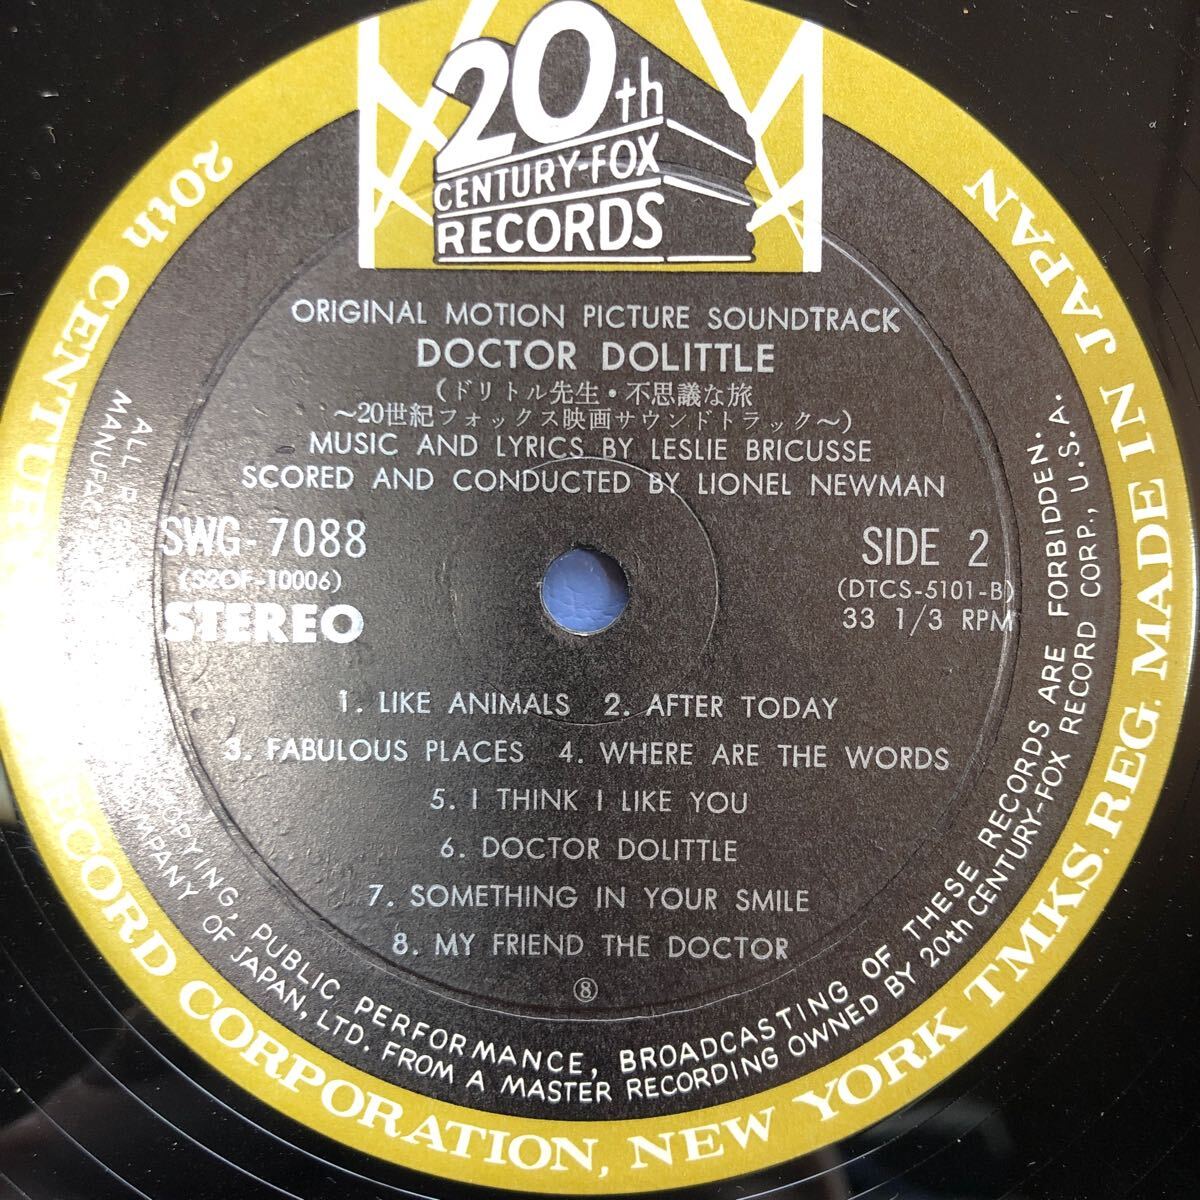 20th
CENTURY-FOX
RECORDS
ORIGINAL MOTION PICTURE SOUNDTRACK
DOCTOR DOLITTLE
(ドリトル先生・不思議な旅
～20世紀フォックス映画サウンドトラック～)
MUSIC AND LYRICS BY LESLIE BRICUSSE
SCORED AND CONDUCTED BY LIONEL NEWMAN
SWG-7088
(S2OF-10006)
STEREO
SIDE 2
(DTCS-5101-B)
33 1/3 RPM
1. LIKE ANIMALS 2. AFTER TODAY
3. FABULOUS PLACES 4. WHERE ARE THE WORDS
5. I THINK I LIKE YOU
6. DOCTOR DOLITTLE
7. SOMETHING IN YOUR SMILE
8. MY FRIEND THE DOCTOR
⑧
ALL COPYING, PUBLIC PERFORMANCE, BROADCASTING OF THESE RECORDS ARE FORBIDDEN.
COMPANY OF JAPAN, LTD. FROM A MASTER RECORDING OWNED BY 20th CENTURY-FOX RECORD CORP., U.S.A.
20th CENTURY RECORD CORPORATION, NEW YORK TMKS. REG. MADE IN JAPAN